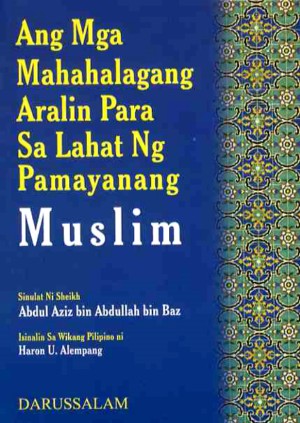 Ang Mga
Mahahalagang
Aralin Para
Sa Lahat Ng
Pamayanang
Muslim
Sinulat Ni Sheikh
Abdul Aziz bin Abdullah bin Baz
Isinalin Sa Wikang Pilipino ni
Haron U. Alempang
DARUSSALAM